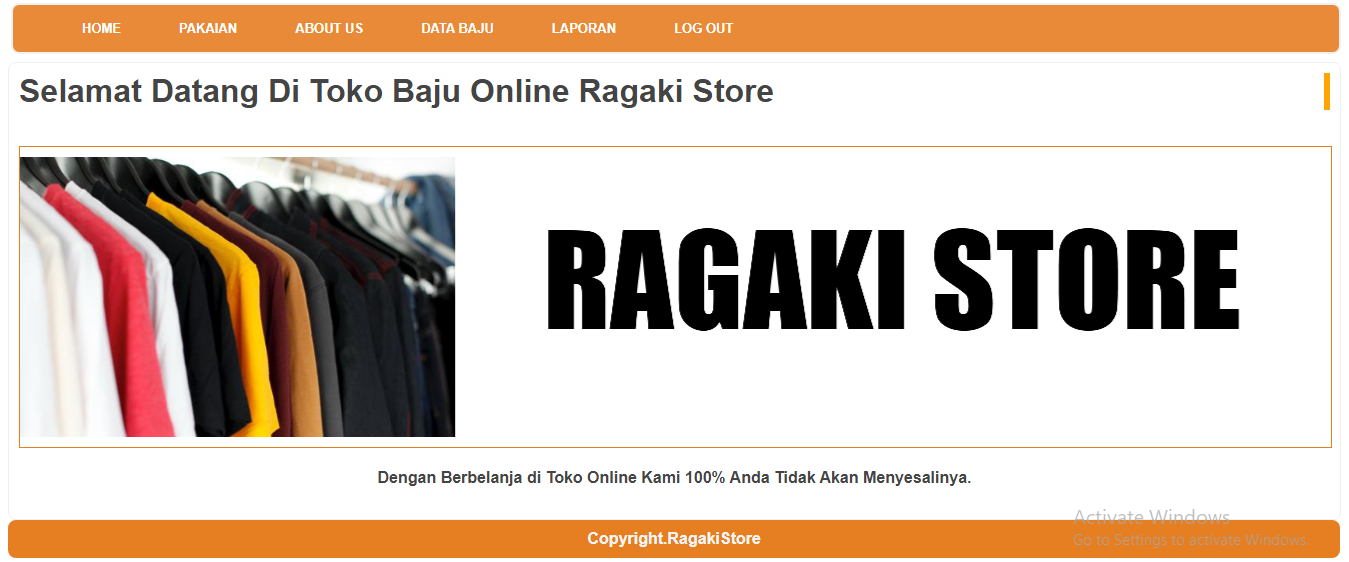 HOME PAKAIAN ABOUT US DATA BAJU LAPORAN LOG OUT
Selamat Datang Di Toko Baju Online Ragaki Store
RAGAKI STORE
Dengan Berbelanja di Toko Online Kami 100% Anda Tidak Akan Menyesalinya.
Activate Windows
Go to Settings to activate Windows.
Copyright.RagakiStore